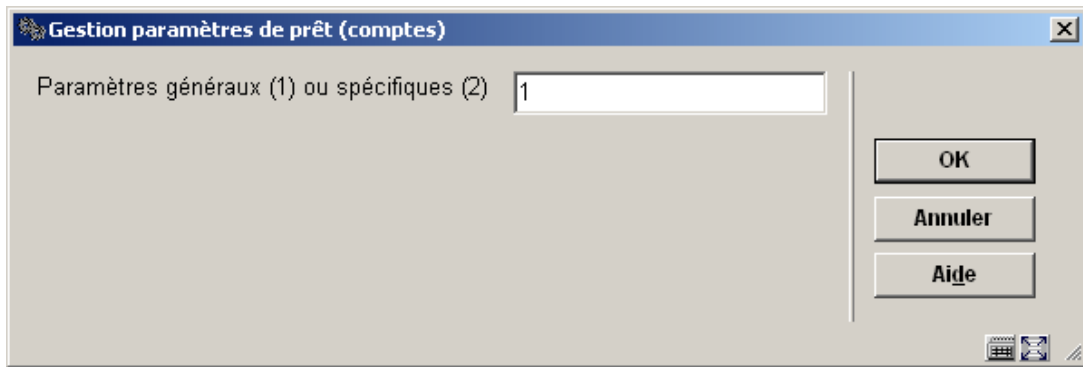 Gestion paramètres de prêt (comptes)
Paramètres généraux (1) ou spécifiques (2)
1
OK
Annuler
Aide